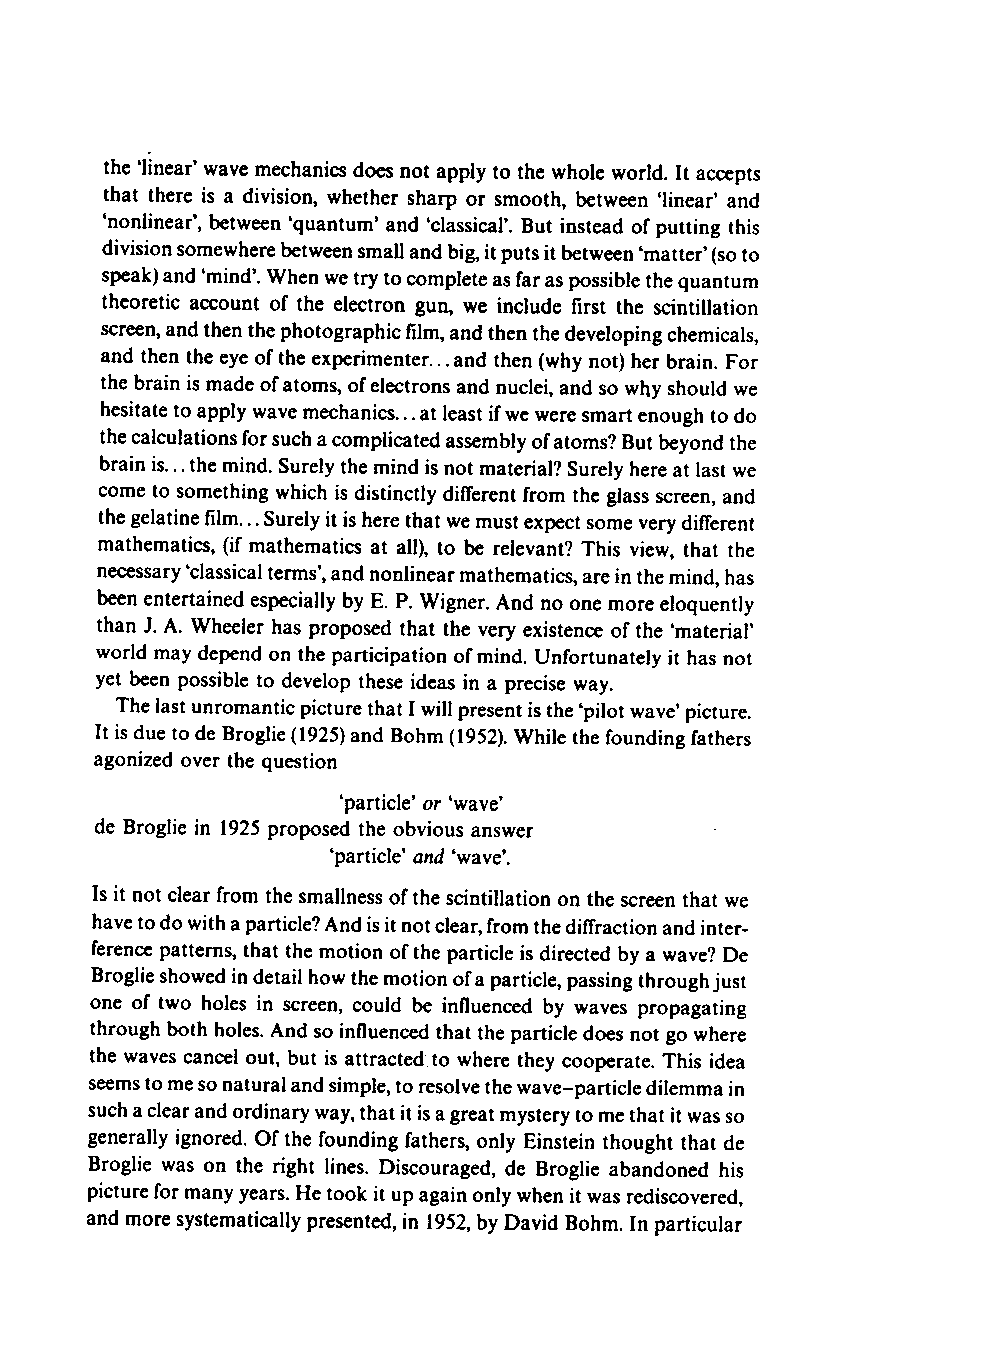 the ‘linear’ wave mechanics does not apply to the whole world. It accepts
that there is a division, whether sharp or smooth, between ‘linear’ and
‘nonlinear’, between ‘quantum’ and ‘classical’. But instead of putting this
division somewhere between small and big, it puts it between ‘matter’ (so to
speak) and ‘mind’. When we try to complete as far as possible the quantum
theoretic account of the electron gun, we include first the scintillation
screen, and then the photographic film, and then the developing chemicals,
and then the eye of the experimenter...and then (why not) her brain. For
the brain is made of atoms, of electrons and nuclei, and so why should we
hesitate to apply wave mechanics...at least if we were smart enough to do
the calculations for such a complicated assembly of atoms? But beyond the
brain is...the mind. Surely the mind is not material? Surely here at last we
come to something which is distinctly different from the glass screen, and
the gelatine film...Surely it is here that we must expect some very different
mathematics, (if mathematics at all), to be relevant? This view, that the
necessary ‘classical terms’, and nonlinear mathematics, are in the mind, has
been entertained especially by E. P. Wigner. And no one more eloquently
than J. A. Wheeler has proposed that the very existence of the ‘material’
world may depend on the participation of mind. Unfortunately it has not
yet been possible to develop these ideas in a precise way.
The last unromantic picture that I will present is the ‘pilot wave’ picture.
It is due to de Broglie (1925) and Bohm (1952). While the founding fathers
agonized over the question
‘particle’ or ‘wave’
de Broglie in 1925 proposed the obvious answer
‘particle’ and ‘wave’.
Is it not clear from the smallness of the scintillation on the screen that we
have to do with a particle? And is it not clear, from the diffraction and inter-
ference patterns, that the motion of the particle is directed by a wave? De
Broglie showed in detail how the motion of a particle, passing through just
one of two holes in screen, could be influenced by waves propagating
through both holes. And so influenced that the particle does not go where
the waves cancel out, but is attracted to where they cooperate. This idea
seems to me so natural and simple, to resolve the wave–particle dilemma in
such a clear and ordinary way, that it is a great mystery to me that it was so
generally ignored. Of the founding fathers, only Einstein thought that de
Broglie was on the right lines. Discouraged, de Broglie abandoned his
picture for many years. He took it up again only when it was rediscovered,
and more systematically presented, in 1952, by David Bohm. In particular